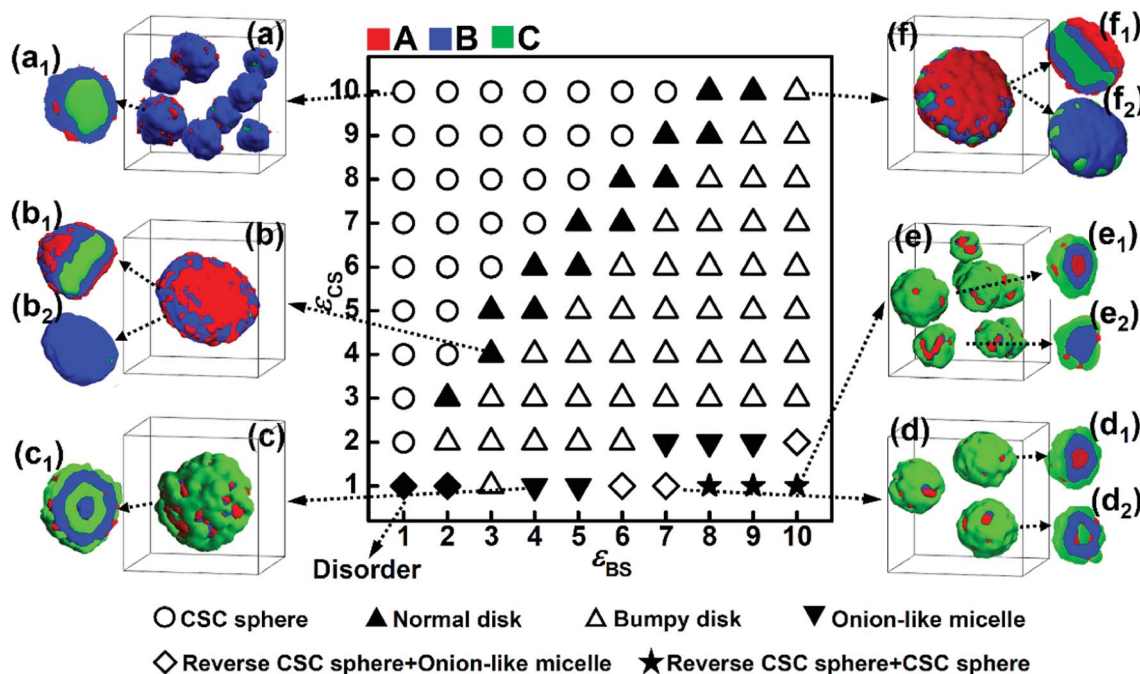 A B C
(a₁)
(a)
(b₁)
(b)
(b₂)
(c₁)
(c)
εCS
10
9
8
7
6
5
4
3
2
1
1 2 3 4 5 6 7 8 9 10
εBS
Disorder
(f)
(f₁)
(f₂)
(e)
(e₁)
(e₂)
(d)
(d₁)
(d₂)
CSC sphere Normal disk Bumpy disk Onion-like micelle
Reverse CSC sphere+Onion-like micelle Reverse CSC sphere+CSC sphere